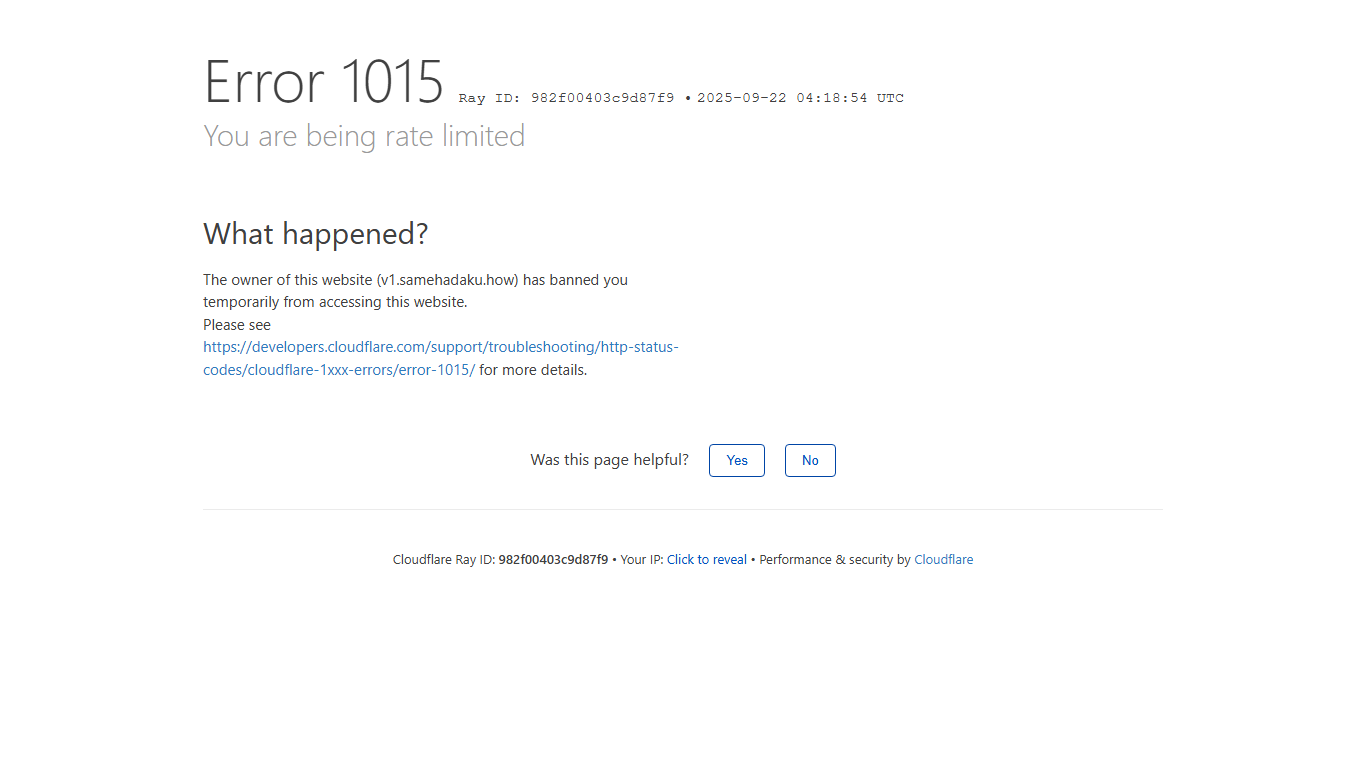 Error 1015 Ray ID: 982f00403c9d87f9 • 2025-09-22 04:18:54 UTC
You are being rate limited
What happened?
The owner of this website (v1.samehadaku.how) has banned you
temporarily from accessing this website.
Please see
https://developers.cloudflare.com/support/troubleshooting/http-status-
codes/cloudflare-1xxx-errors/error-1015/ for more details.
Was this page helpful? Yes No
Cloudflare Ray ID: 982f00403c9d87f9 • Your IP: Click to reveal • Performance & security by Cloudflare